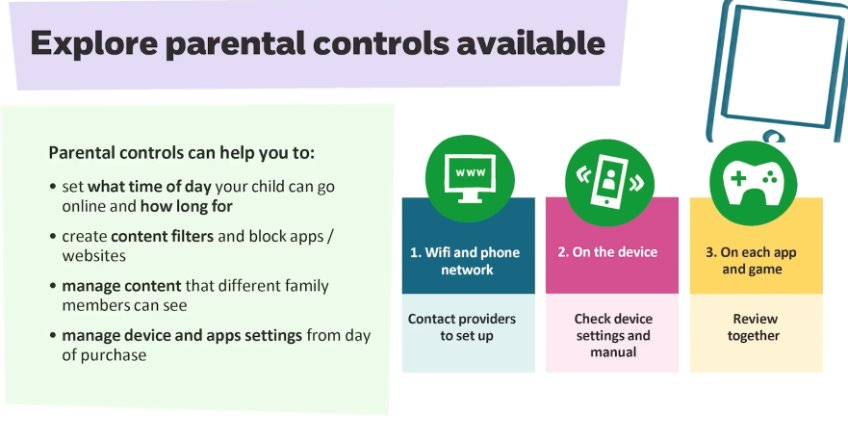 Explore parental controls available
Parental controls can help you to:
• set what time of day your child can go
online and how long for
• create content filters and block apps /
websites
• manage content that different family
members can see
• manage device and apps settings from day
of purchase
www
1. Wifi and phone
network
Contact providers
to set up
2. On the device
Check device
settings and
manual
3. On each app
and game
Review
together